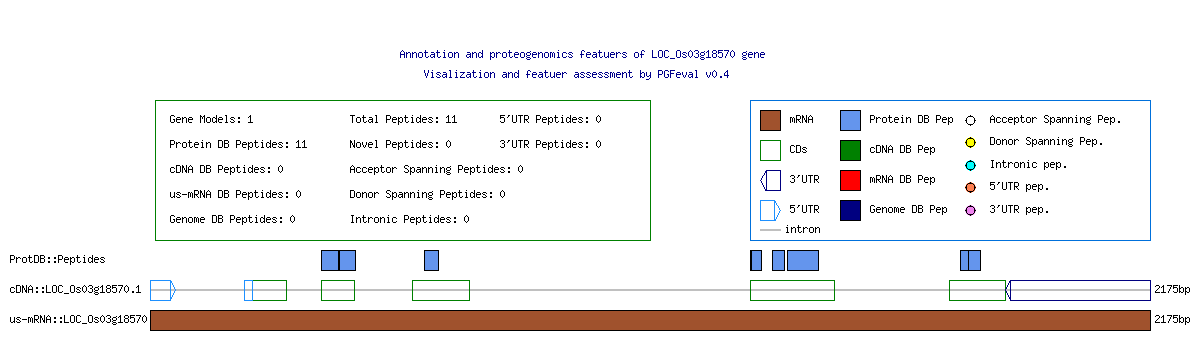 Annotation and proteogenomics featuers of LOC_Os03g18570 gene
Visalization and featuer assessment by PGFeval v0.4
Gene Models: 1 Total Peptides: 11 5'UTR Peptides: 0
Protein DB Peptides: 11 Novel Peptides: 0 3'UTR Peptides: 0
cDNA DB Peptides: 0 Acceptor Spanning Peptides: 0
us-mRNA DB Peptides: 0 Donor Spanning Peptides: 0
Genome DB Peptides: 0 Intronic Peptides: 0
mRNA Protein DB Pep Acceptor Spanning Pep.
CDs cDNA DB Pep Donor Spanning Pep.
3'UTR mRNA DB Pep Intronic pep.
5'UTR Genome DB Pep 5'UTR pep.
intron 3'UTR pep.
ProtDB::Peptides
cDNA::LOC_Os03g18570.1 2175bp
us-mRNA::LOC_Os03g18570 2175bp